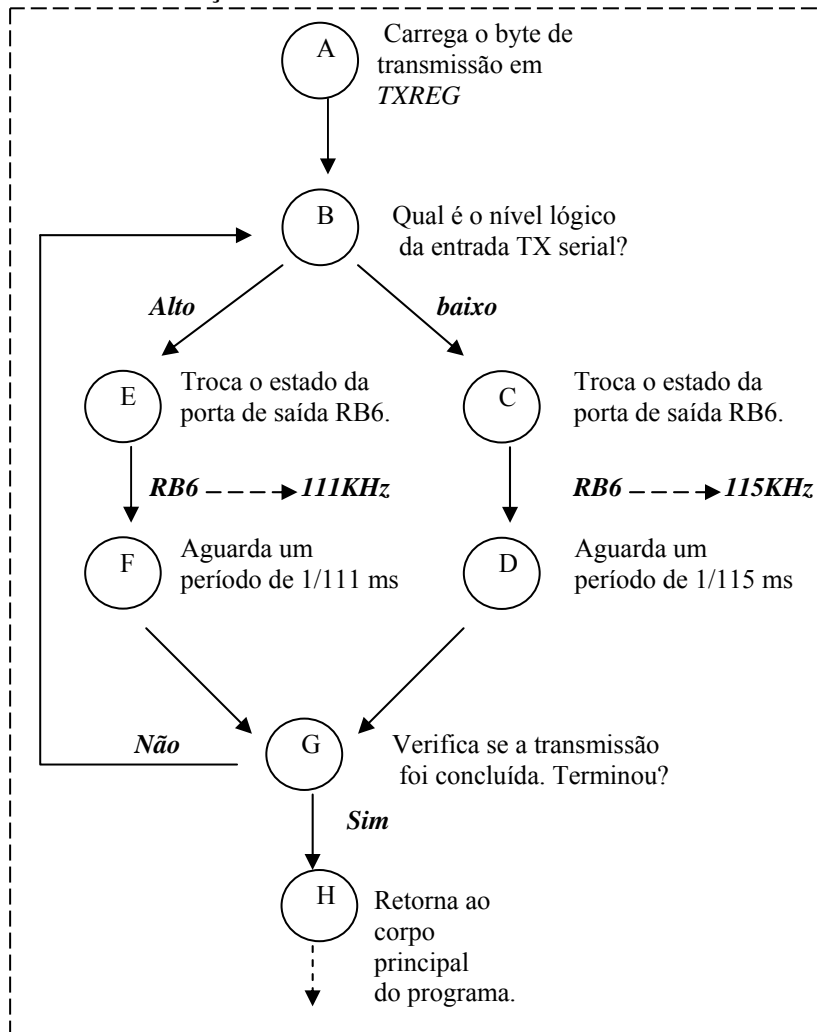 A
Carrega o byte de
transmissão em
TXREG
B
Qual é o nível lógico
da entrada TX serial?
Alto
baixo
E
Troca o estado da
porta de saída RB6.
C
Troca o estado da
porta de saída RB6.
RB6 111KHz
RB6 115KHz
F
Aguarda um
período de 1/111 ms
D
Aguarda um
período de 1/115 ms
Não
G
Verifica se a transmissão
foi concluída. Terminou?
Sim
H
Retorna ao
corpo
principal
do programa.